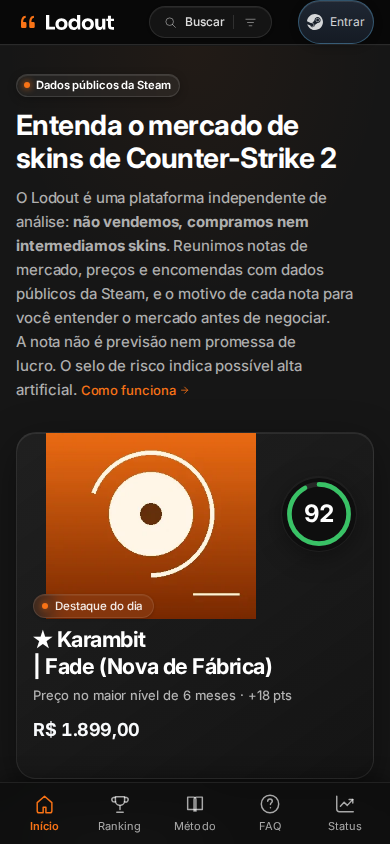 Lodout
Buscar
Entrar
Dados públicos da Steam
Entenda o mercado de
skins de Counter-Strike 2
O Lodout é uma plataforma independente de
análise: não vendemos, compramos nem
intermediamos skins. Reunimos notas de
mercado, preços e encomendas com dados
públicos da Steam, e o motivo de cada nota para
você entender o mercado antes de negociar.
A nota não é previsão nem promessa de
lucro. O selo de risco indica possível alta
artificial. Como funciona →
92
Destaque do dia
★ Karambit
| Fade (Nova de Fábrica)
Preço no maior nível de 6 meses · +18 pts
R$ 1.899,00
Início
Ranking
Método
FAQ
Status